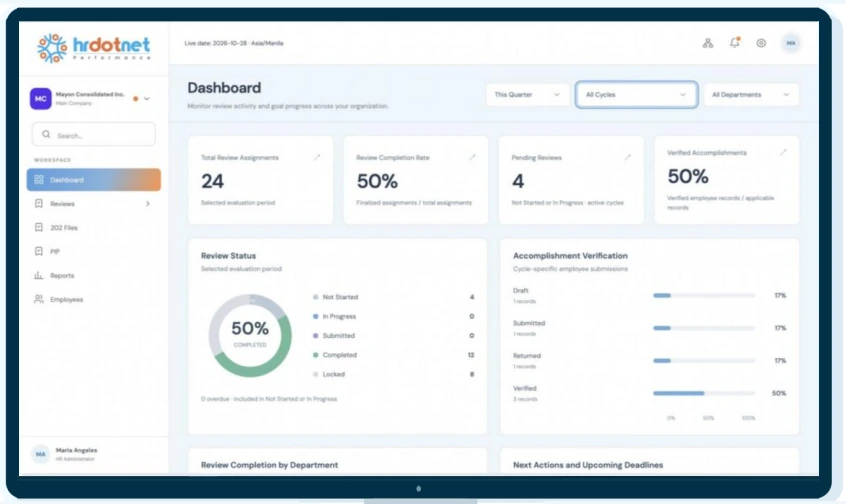 hrdotnet
Performance
Live date: 2026-10-28 · Asia/Manila
MA
MC
Mayon Consolidated Inc.
Main Company
Search...
WORKSPACE
Dashboard
Reviews
202 Files
PIP
Reports
Employees
MA
Maria Angeles
HR Administrator
Dashboard
Monitor review activity and goal progress across your organization.
This Quarter
All Cycles
All Departments
Total Review Assignments
24
Selected evaluation period
Review Completion Rate
50%
Finalized assignments / total assignments
Pending Reviews
4
Not Started or In Progress · active cycles
Verified Accomplishments
50%
Verified employee records / applicable
records
Review Status
Selected evaluation period
50%
COMPLETED
Not Started 4
In Progress 0
Submitted 0
Completed 12
Locked 8
0 overdue · included in Not Started or In Progress
Accomplishment Verification
Cycle-specific employee submissions
Draft
1 records
17%
Submitted
1 records
17%
Returned
1 records
17%
Verified
3 records
50%
0% 50% 100%
Review Completion by Department
Next Actions and Upcoming Deadlines